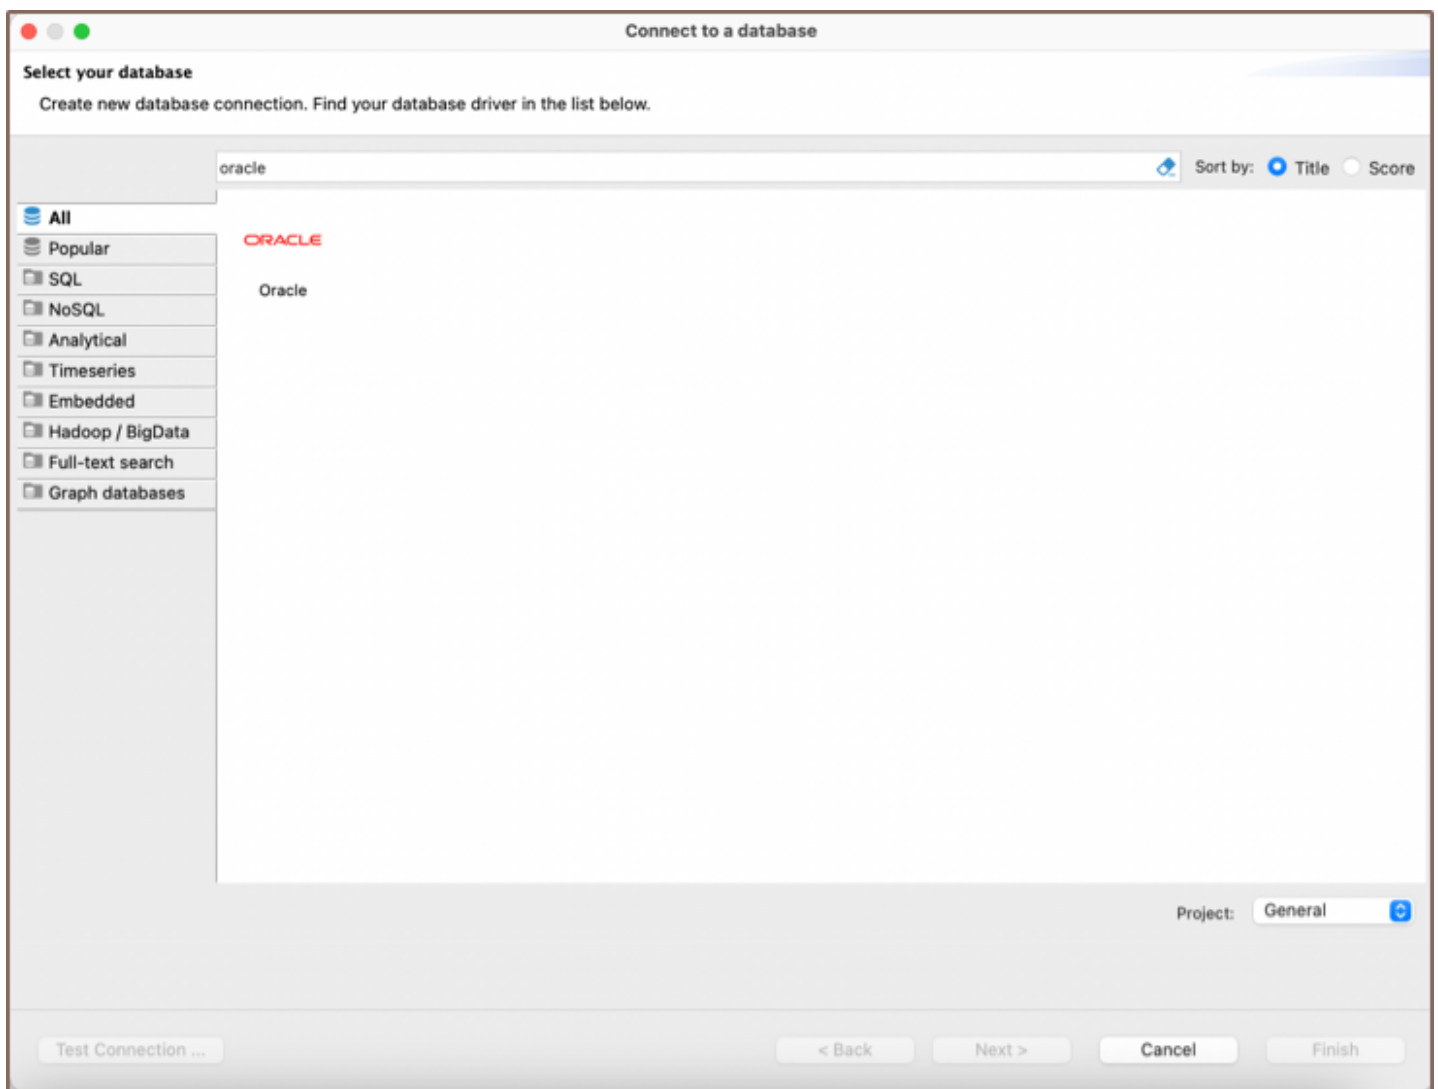 Connect to a database
Select your database
Create new database connection. Find your database driver in the list below.
oracle
Sort by: Title Score
All
Popular
SQL
NoSQL
Analytical
Timeseries
Embedded
Hadoop / BigData
Full-text search
Graph databases
ORACLE
Oracle
Project: General
Test Connection ...
< Back
Next >
Cancel
Finish